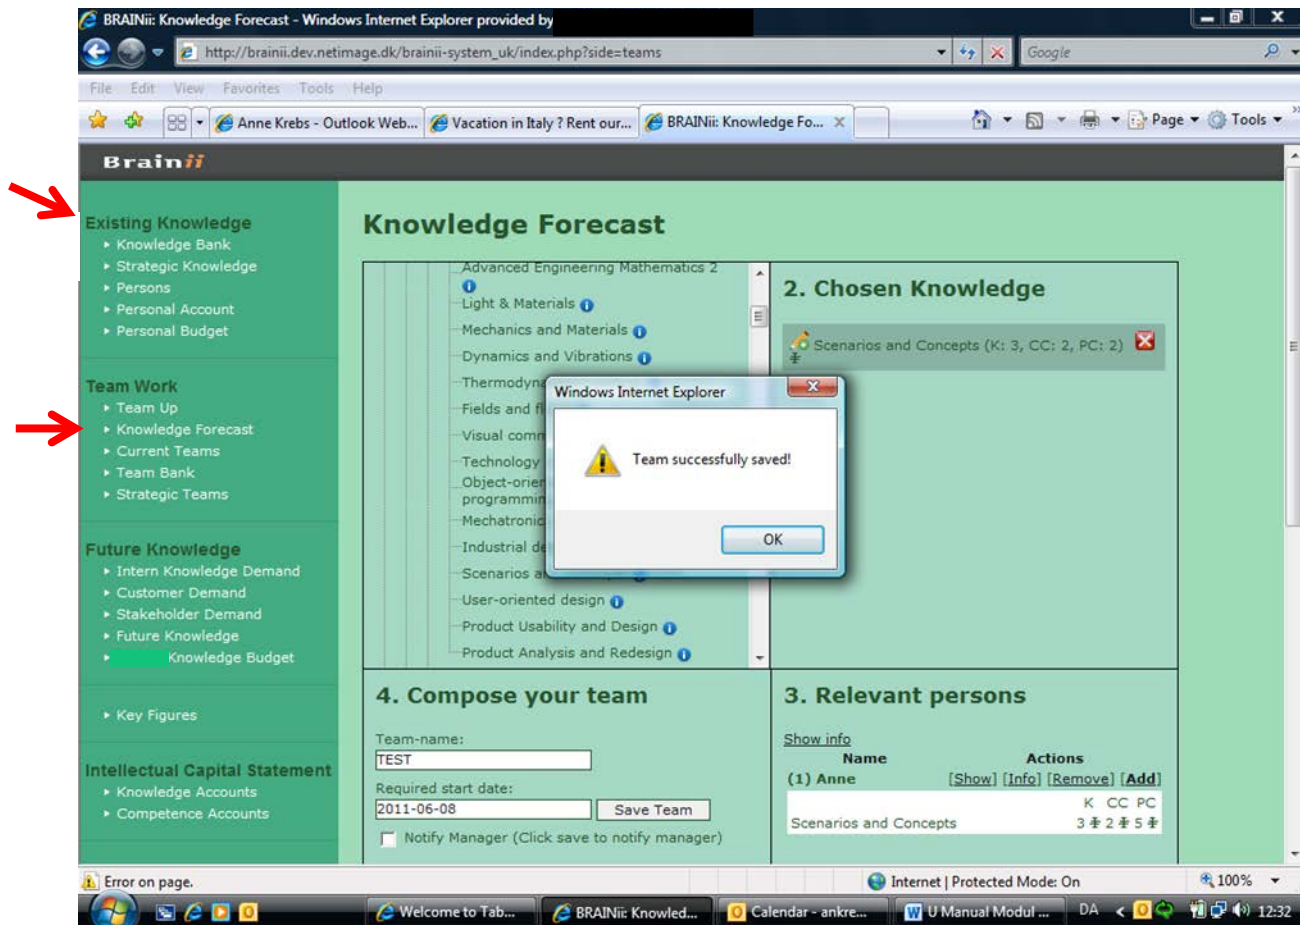 BRAINii: Knowledge Forecast - Windows Internet Explorer provided by
http://brainii.dev.netimage.dk/brainii-system_uk/index.php?side=teams
Google
File Edit View Favorites Tools Help
Anne Krebs - Outlook Web...
Vacation in Italy ? Rent our...
BRAINii: Knowledge Fo...
Page
Tools
Brainii
Existing Knowledge
Knowledge Bank
Strategic Knowledge
Persons
Personal Account
Personal Budget
Team Work
Team Up
Knowledge Forecast
Current Teams
Team Bank
Strategic Teams
Future Knowledge
Intern Knowledge Demand
Customer Demand
Stakeholder Demand
Future Knowledge
Knowledge Budget
Key Figures
Intellectual Capital Statement
Knowledge Accounts
Competence Accounts
Knowledge Forecast
Advanced Engineering Mathematics 2
Light & Materials
Mechanics and Materials
Dynamics and Vibrations
Thermodyna
Fields and fl
Visual comm
Technology
Object-orien
programmin
Mechatronic
Industrial de
Scenarios a
User-oriented design
Product Usability and Design
Product Analysis and Redesign
2. Chosen Knowledge
Scenarios and Concepts (K: 3, CC: 2, PC: 2)
Windows Internet Explorer
Team successfully saved!
OK
4. Compose your team
Team-name:
TEST
Required start date:
2011-06-08
Save Team
Notify Manager (Click save to notify manager)
3. Relevant persons
Show info
Name Actions
(1) Anne [Show] [Info] [Remove] [Add]
K CC PC
Scenarios and Concepts 3 2 5
Error on page.
Internet | Protected Mode: On
100%
Welcome to Tab...
BRAINii: Knowled...
Calendar - ankre...
U Manual Modul ...
DA
12:32